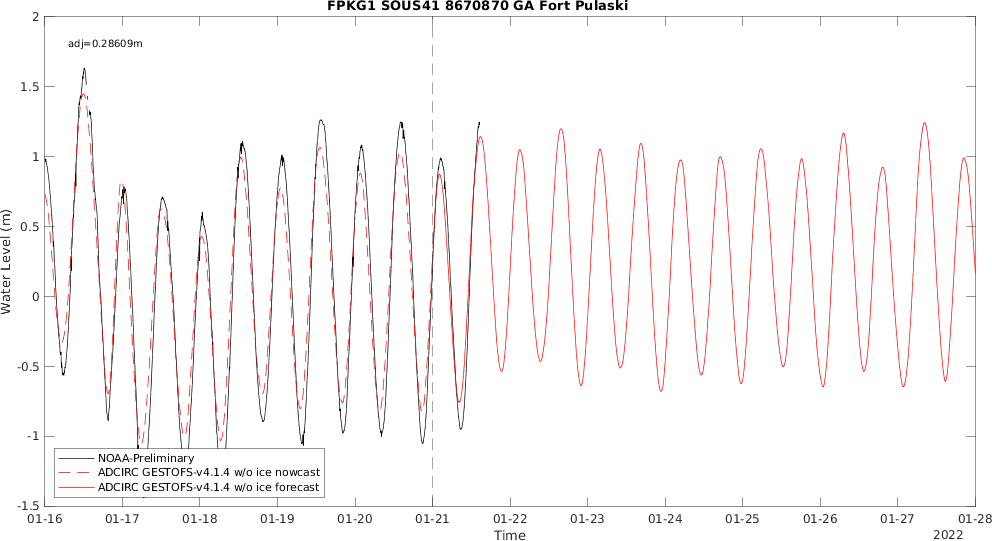 FPKG1 SOUS41 8670870 GA Fort Pulaski
adj=0.28609m
2
1.5
1
0.5
0
-0.5
-1
-1.5
Water Level (m)
NOAA-Preliminary
ADCIRC GESTOFS-v4.1.4 w/o ice nowcast
ADCIRC GESTOFS-v4.1.4 w/o ice forecast
01-16 01-17 01-18 01-19 01-20 01-21 01-22 01-23 01-24 01-25 01-26 01-27 01-28
Time
2022